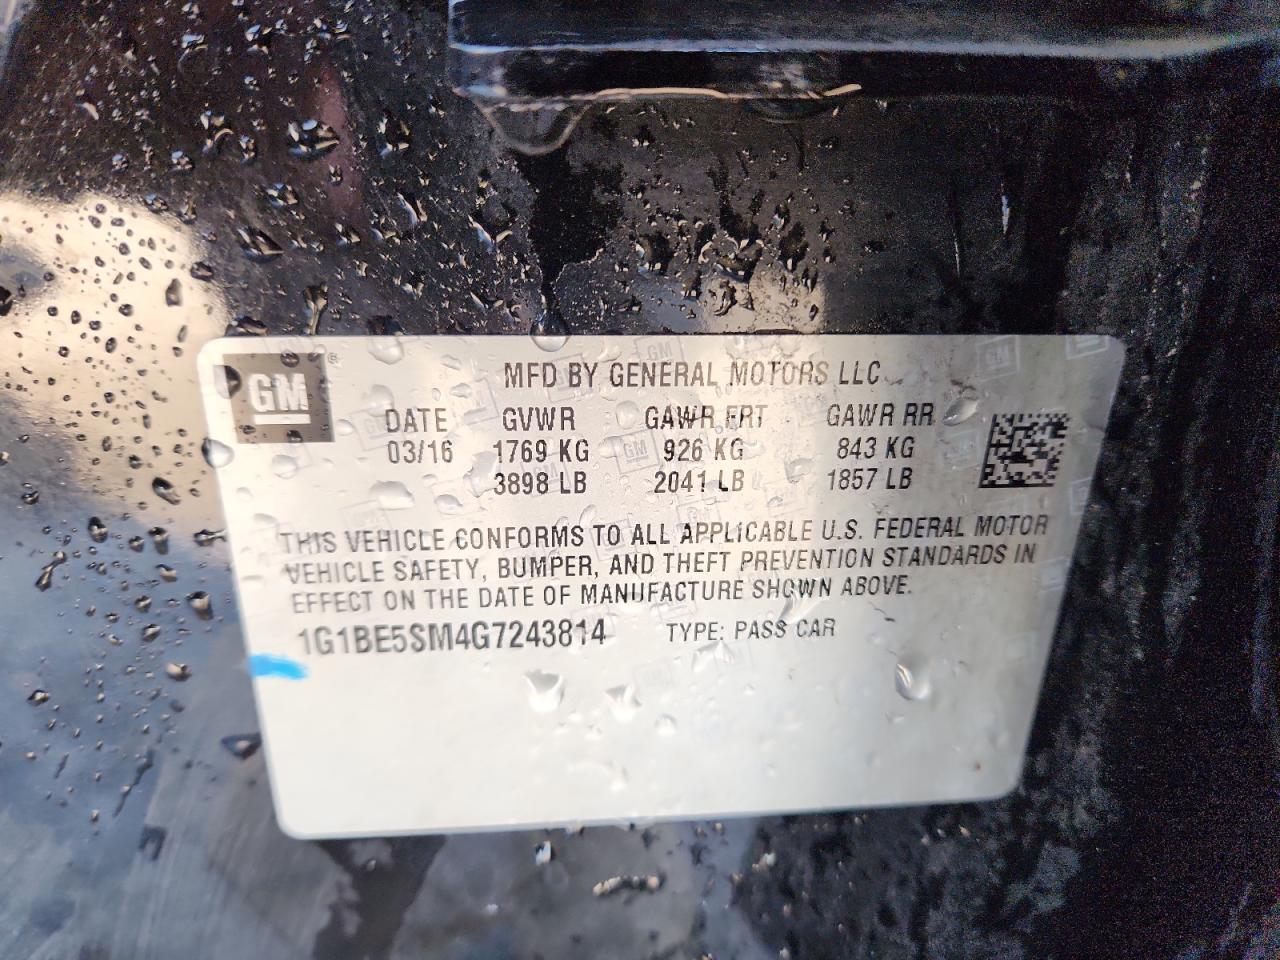 GM
MFD BY GENERAL MOTORS LLC
DATE GVWR GAWR FRT GAWR RR
03/16 1769 KG 926 KG 843 KG
3898 LB 2041 LB 1857 LB
THIS VEHICLE CONFORMS TO ALL APPLICABLE U.S. FEDERAL MOTOR
VEHICLE SAFETY, BUMPER, AND THEFT PREVENTION STANDARDS IN
EFFECT ON THE DATE OF MANUFACTURE SHOWN ABOVE.
1G1BE5SM4G7243814 TYPE: PASS CAR